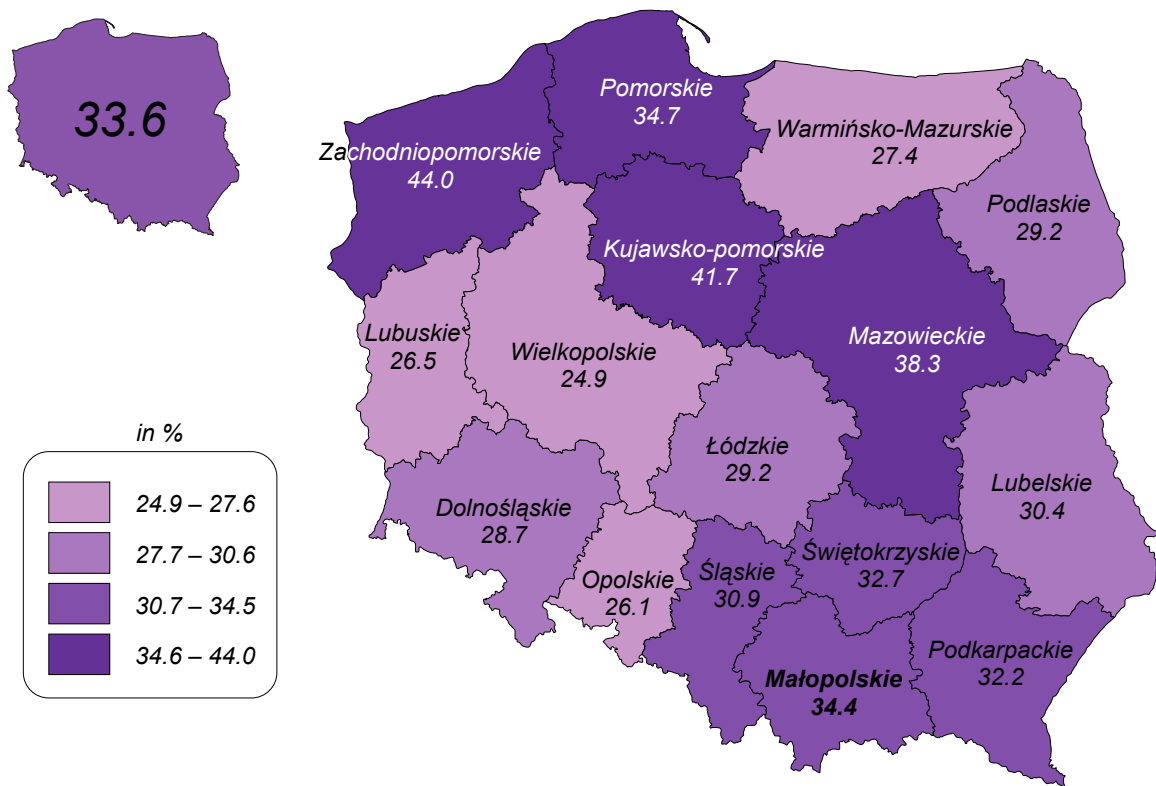 33.6
Pomorskie
34.7
Warmińsko-Mazurskie
27.4
Zachodniopomorskie
44.0
Podlaskie
29.2
Kujawsko-pomorskie
41.7
Lubuskie
26.5
Wielkopolskie
24.9
Mazowieckie
38.3
Łódzkie
29.2
Lubelskie
30.4
Dolnośląskie
28.7
Opolskie
26.1
Śląskie
30.9
Świętokrzyskie
32.7
Małopolskie
34.4
Podkarpackie
32.2
in %
24.9 – 27.6
27.7 – 30.6
30.7 – 34.5
34.6 – 44.0